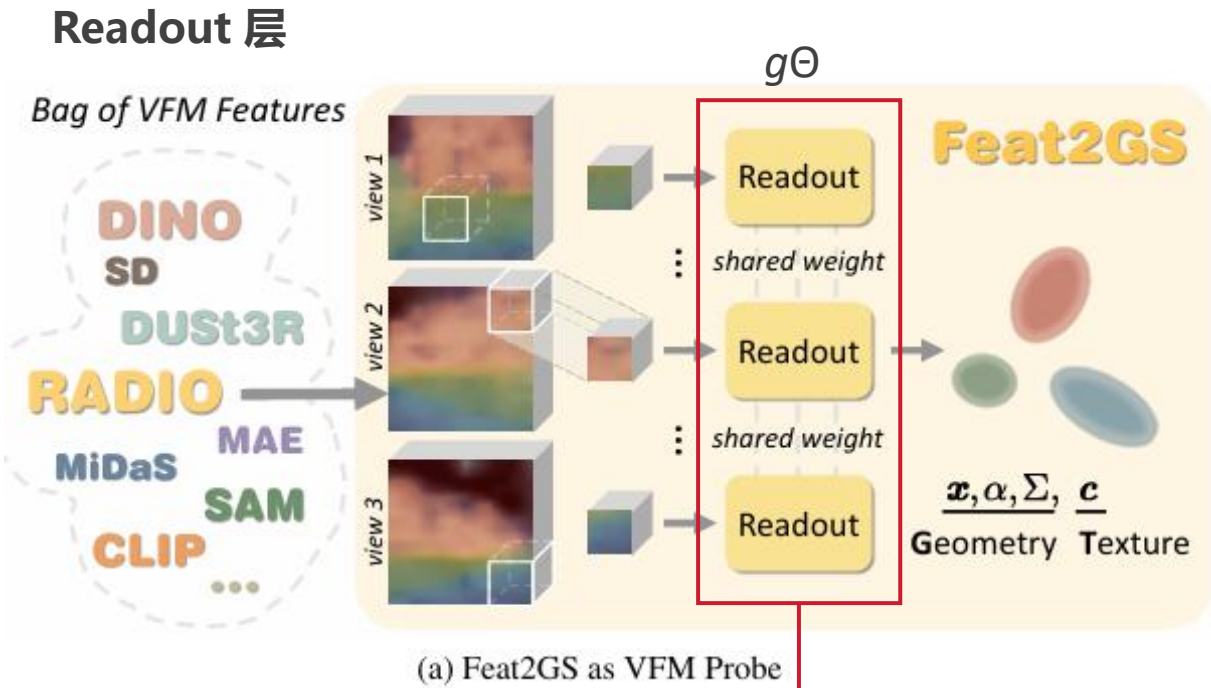 Readout 层
gΘ
Bag of VFM Features
DINO
SD
DUSt3R
RADIO
MAE
MiDaS
SAM
CLIP
•••
view 1
view 2
view 3
Readout
⋮ shared weight
Readout
⋮ shared weight
Readout
Feat2GS
x, α, Σ, c
Geometry Texture
(a) Feat2GS as VFM Probe